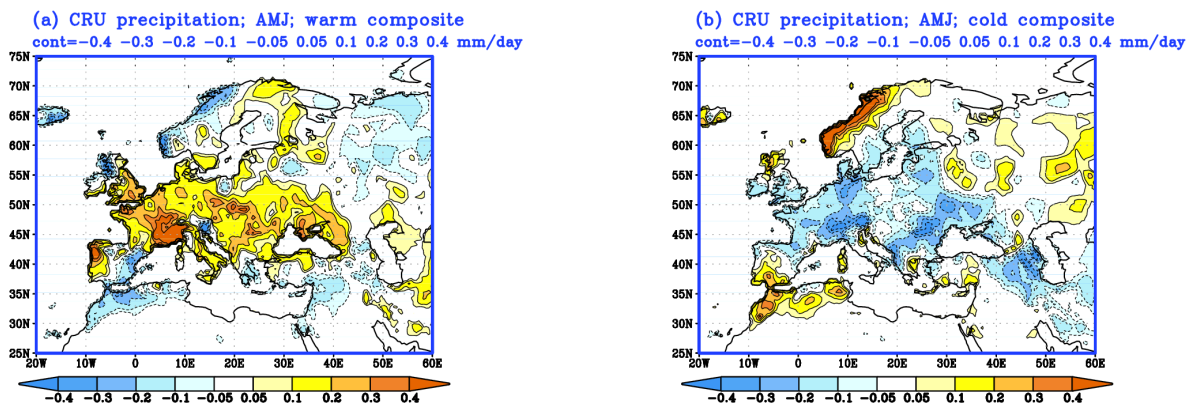 (a) CRU precipitation; AMJ; warm composite
cont=−0.4 −0.3 −0.2 −0.1 −0.05 0.05 0.1 0.2 0.3 0.4 mm/day
75N
70N
65N
60N
55N
50N
45N
40N
35N
30N
25N
20W 10W 0 10E 20E 30E 40E 50E 60E
-0.4 -0.3 -0.2 -0.1 -0.05 0.05 0.1 0.2 0.3 0.4
(b) CRU precipitation; AMJ; cold composite
cont=−0.4 −0.3 −0.2 −0.1 −0.05 0.05 0.1 0.2 0.3 0.4 mm/day
75N
70N
65N
60N
55N
50N
45N
40N
35N
30N
25N
20W 10W 0 10E 20E 30E 40E 50E 60E
-0.4 -0.3 -0.2 -0.1 -0.05 0.05 0.1 0.2 0.3 0.4